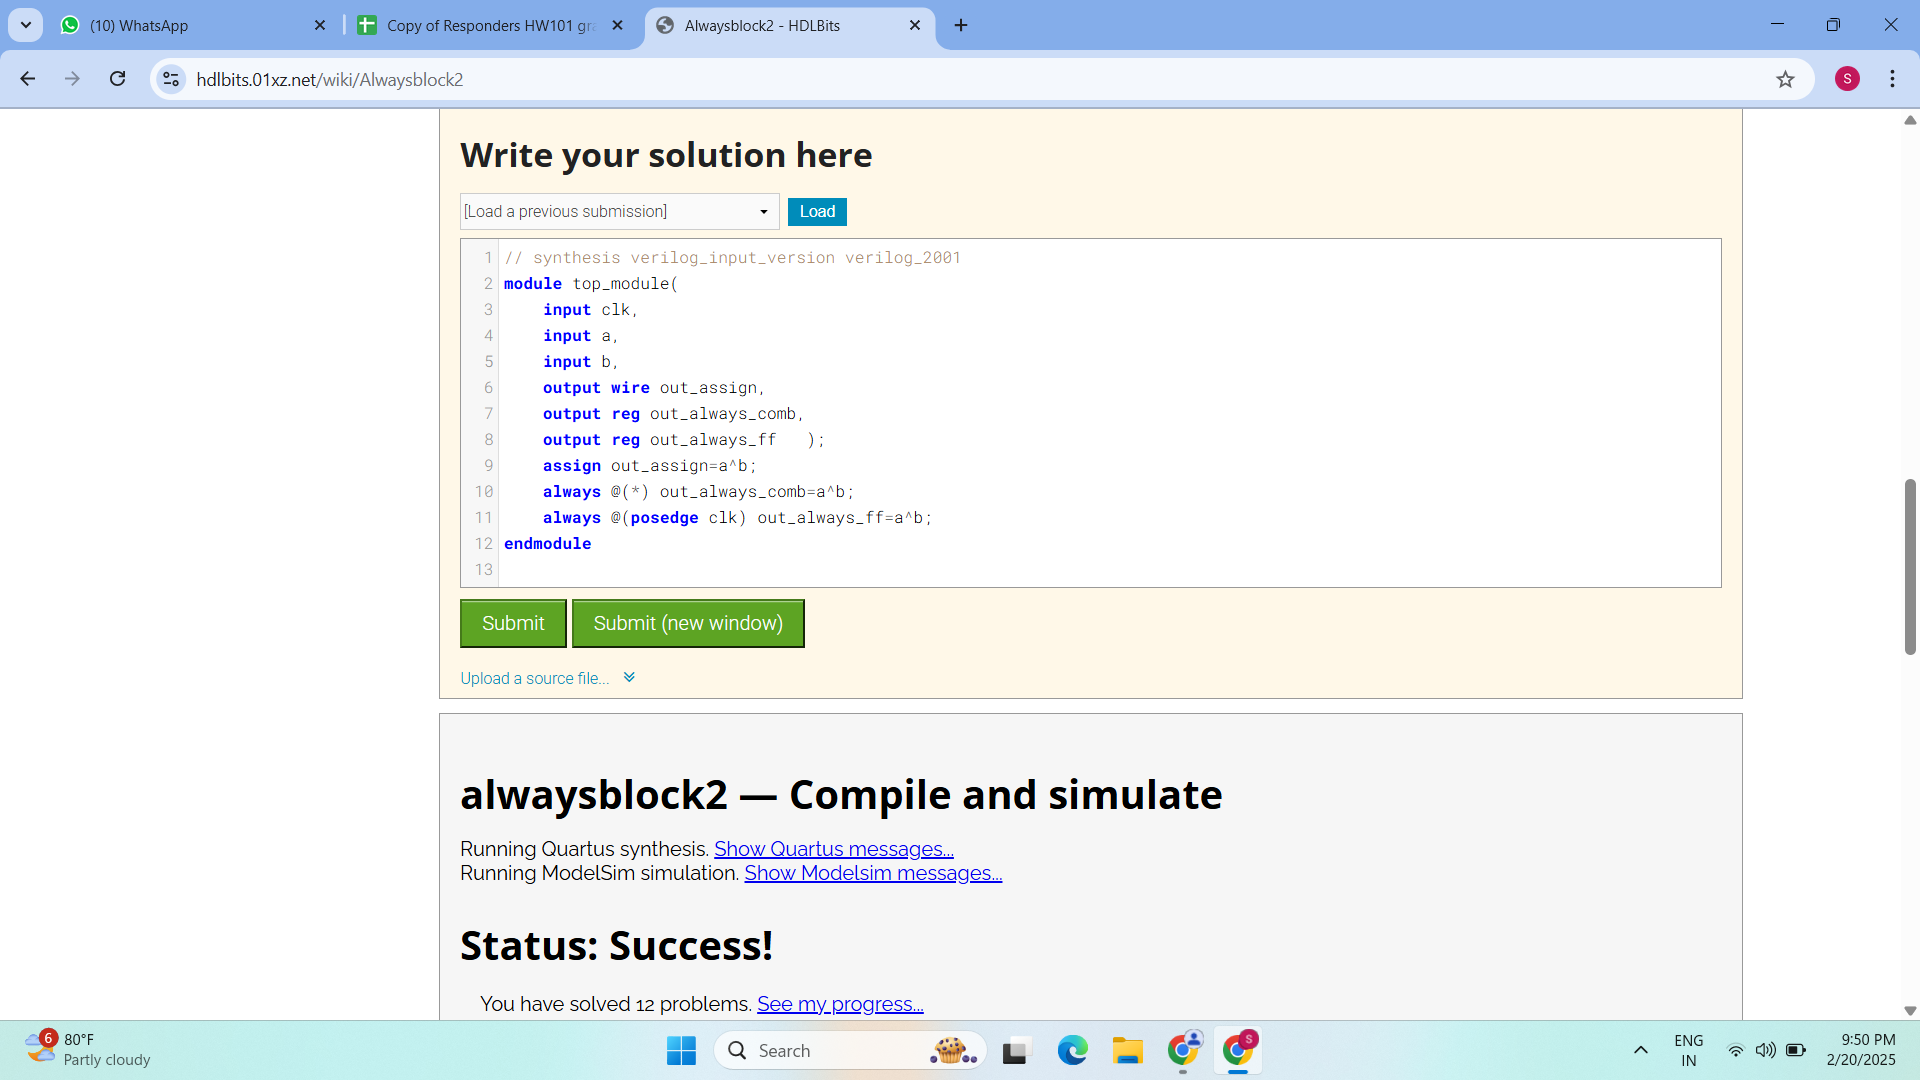 (10) WhatsApp
Copy of Responders HW101 gr
Alwaysblock2 - HDLBits
hdlbits.01xz.net/wiki/Alwaysblock2
S
Write your solution here
[Load a previous submission]
Load
1 // synthesis verilog_input_version verilog_2001
2 module top_module(
3     input clk,
4     input a,
5     input b,
6     output wire out_assign,
7     output reg out_always_comb,
8     output reg out_always_ff   );
9     assign out_assign=a^b;
10     always @(*) out_always_comb=a^b;
11     always @(posedge clk) out_always_ff=a^b;
12 endmodule
13
Submit
Submit (new window)
Upload a source file...
alwaysblock2 — Compile and simulate
Running Quartus synthesis. Show Quartus messages...
Running ModelSim simulation. Show Modelsim messages...
Status: Success!
You have solved 12 problems. See my progress...
6
80°F
Partly cloudy
Search
S
ENG
IN
9:50 PM
2/20/2025